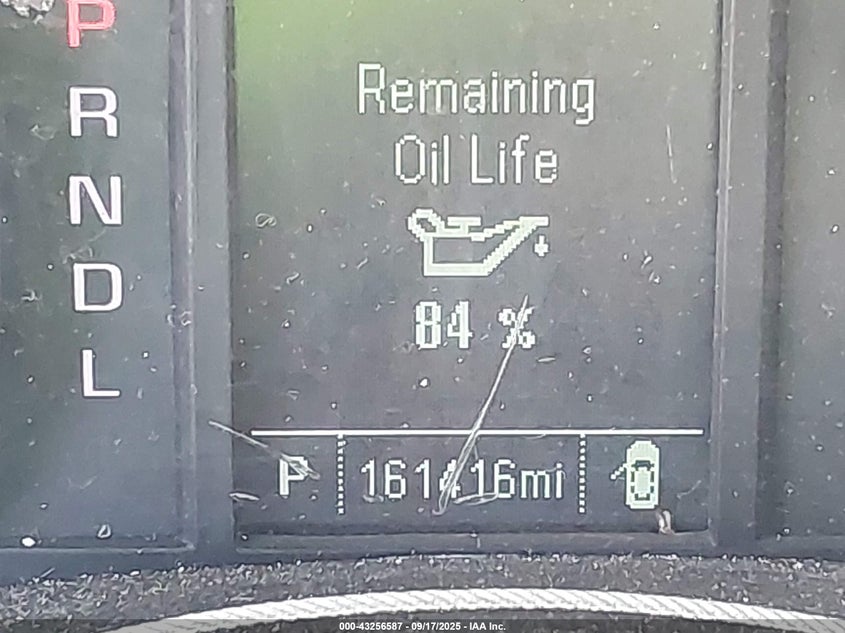 P
R
N
D
L
Remaining
Oil Life
84 %
P 161416mi
000-43256587 - 09/17/2025 - IAA Inc.